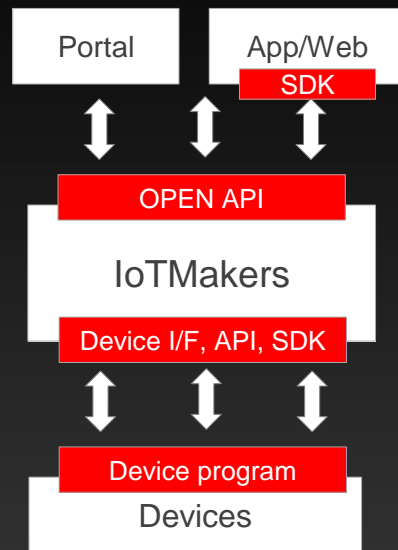 Portal
App/Web
SDK
OPEN API
IoTMakers
Device I/F, API, SDK
Device program
Devices